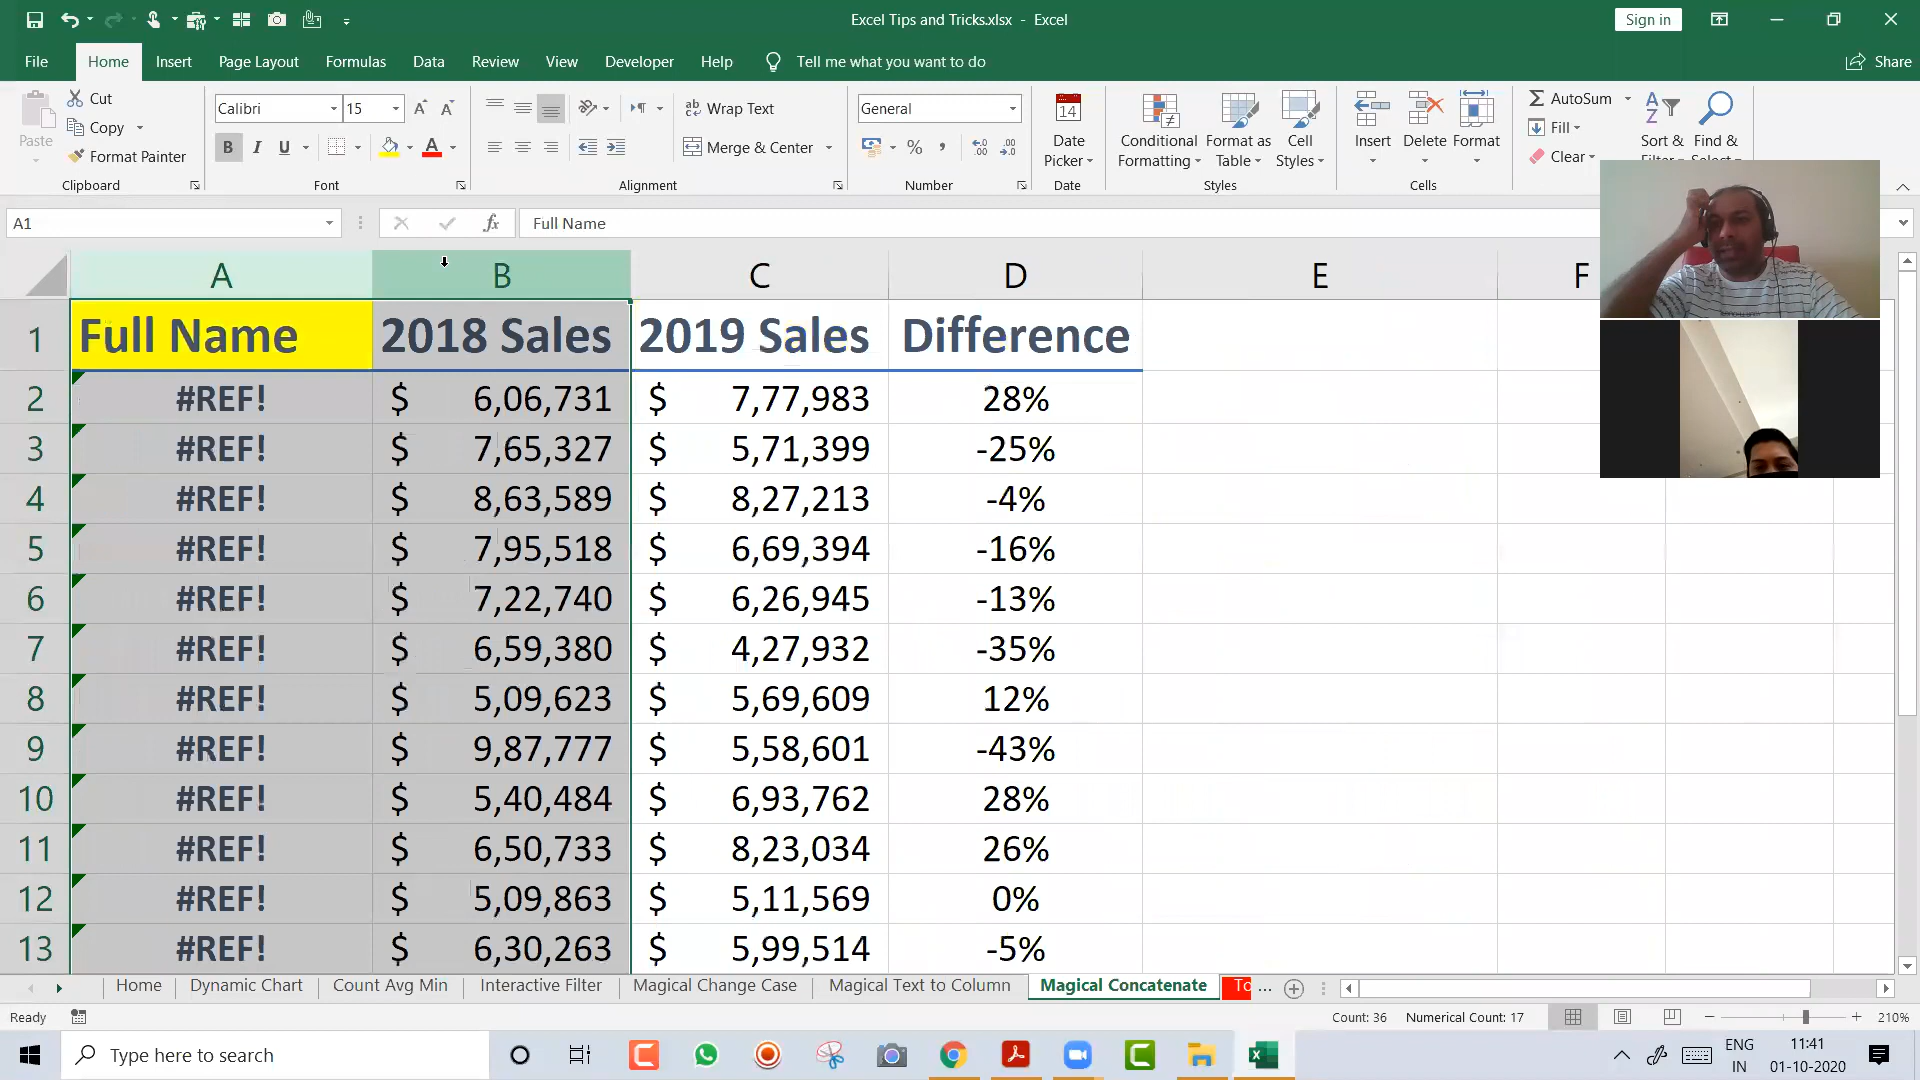 Excel Tips and Tricks.xlsx - Excel
Sign in
File Home Insert Page Layout Formulas Data Review View Developer Help Tell me what you want to do Share
Paste
Cut
Copy
Format Painter
Clipboard
Calibri 15
B I U
Font
Wrap Text
Merge & Center
Alignment
General
Number
14
Date
Picker
Date
Conditional
Formatting
Format as
Table
Cell
Styles
Styles
Insert Delete Format
Cells
AutoSum
Fill
Clear
Sort & Find &
A1 fx Full Name
A B C D E F
1 Full Name 2018 Sales 2019 Sales Difference
2 #REF! $ 6,06,731 $ 7,77,983 28%
3 #REF! $ 7,65,327 $ 5,71,399 -25%
4 #REF! $ 8,63,589 $ 8,27,213 -4%
5 #REF! $ 7,95,518 $ 6,69,394 -16%
6 #REF! $ 7,22,740 $ 6,26,945 -13%
7 #REF! $ 6,59,380 $ 4,27,932 -35%
8 #REF! $ 5,09,623 $ 5,69,609 12%
9 #REF! $ 9,87,777 $ 5,58,601 -43%
10 #REF! $ 5,40,484 $ 6,93,762 28%
11 #REF! $ 6,50,733 $ 8,23,034 26%
12 #REF! $ 5,09,863 $ 5,11,569 0%
13 #REF! $ 6,30,263 $ 5,99,514 -5%
Home Dynamic Chart Count Avg Min Interactive Filter Magical Change Case Magical Text to Column Magical Concatenate To ...
Ready Count: 36 Numerical Count: 17 210%
Type here to search
ENG
IN
11:41
01-10-2020